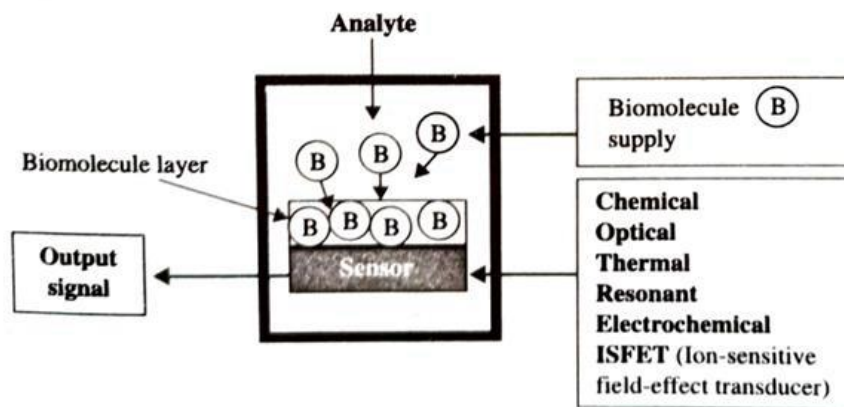 Analyte
Biomolecule B
supply
B
B
B
Biomolecule layer
B
B
B
B
Sensor
Output
signal
Chemical
Optical
Thermal
Resonant
Electrochemical
ISFET (Ion-sensitive
field-effect transducer)